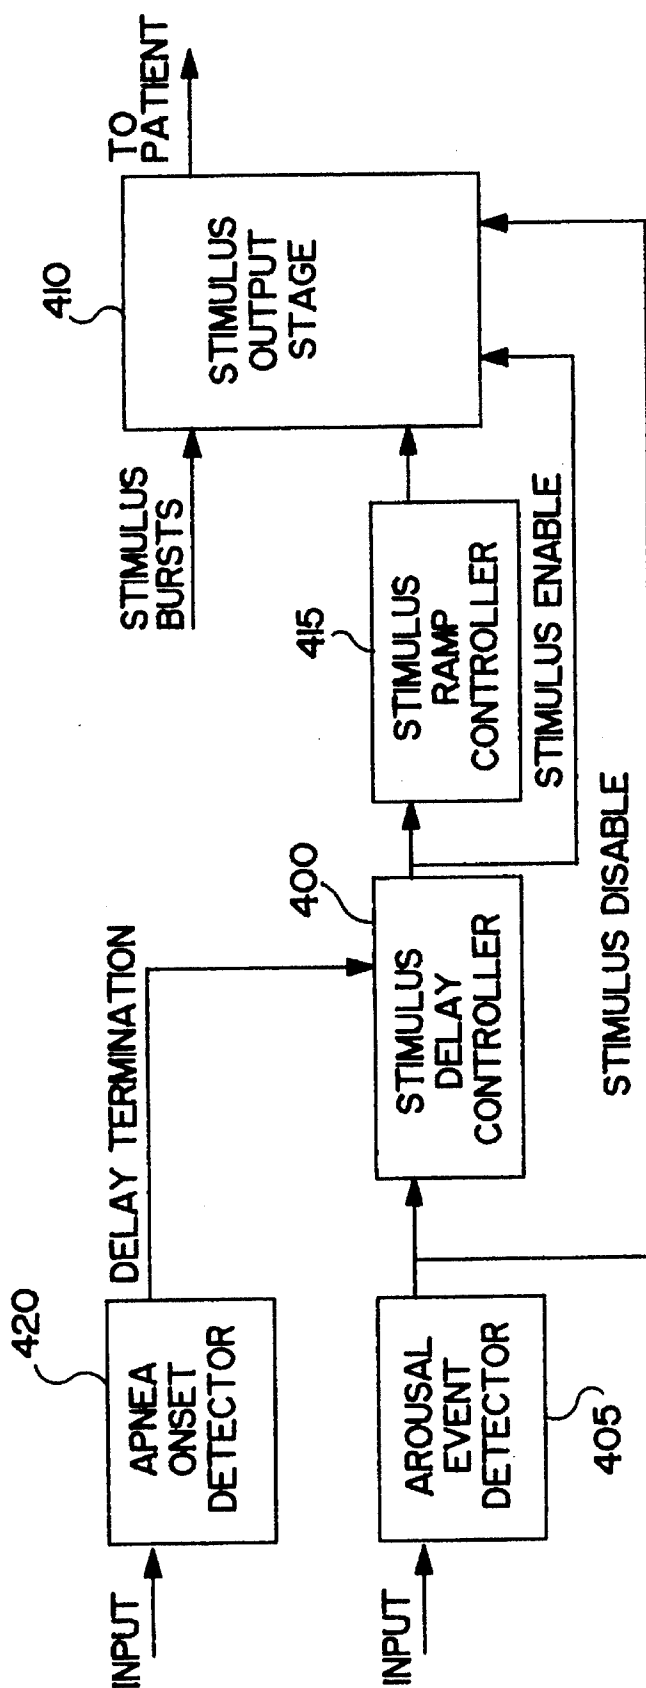 INPUT
420
APNEA
ONSET
DETECTOR
DELAY TERMINATION
INPUT
AROUSAL
EVENT
DETECTOR
405
400
STIMULUS
DELAY
CONTROLLER
415
STIMULUS
RAMP
CONTROLLER
STIMULUS ENABLE
STIMULUS DISABLE
STIMULUS
BURSTS
410
STIMULUS
OUTPUT
STAGE
TO
PATIENT